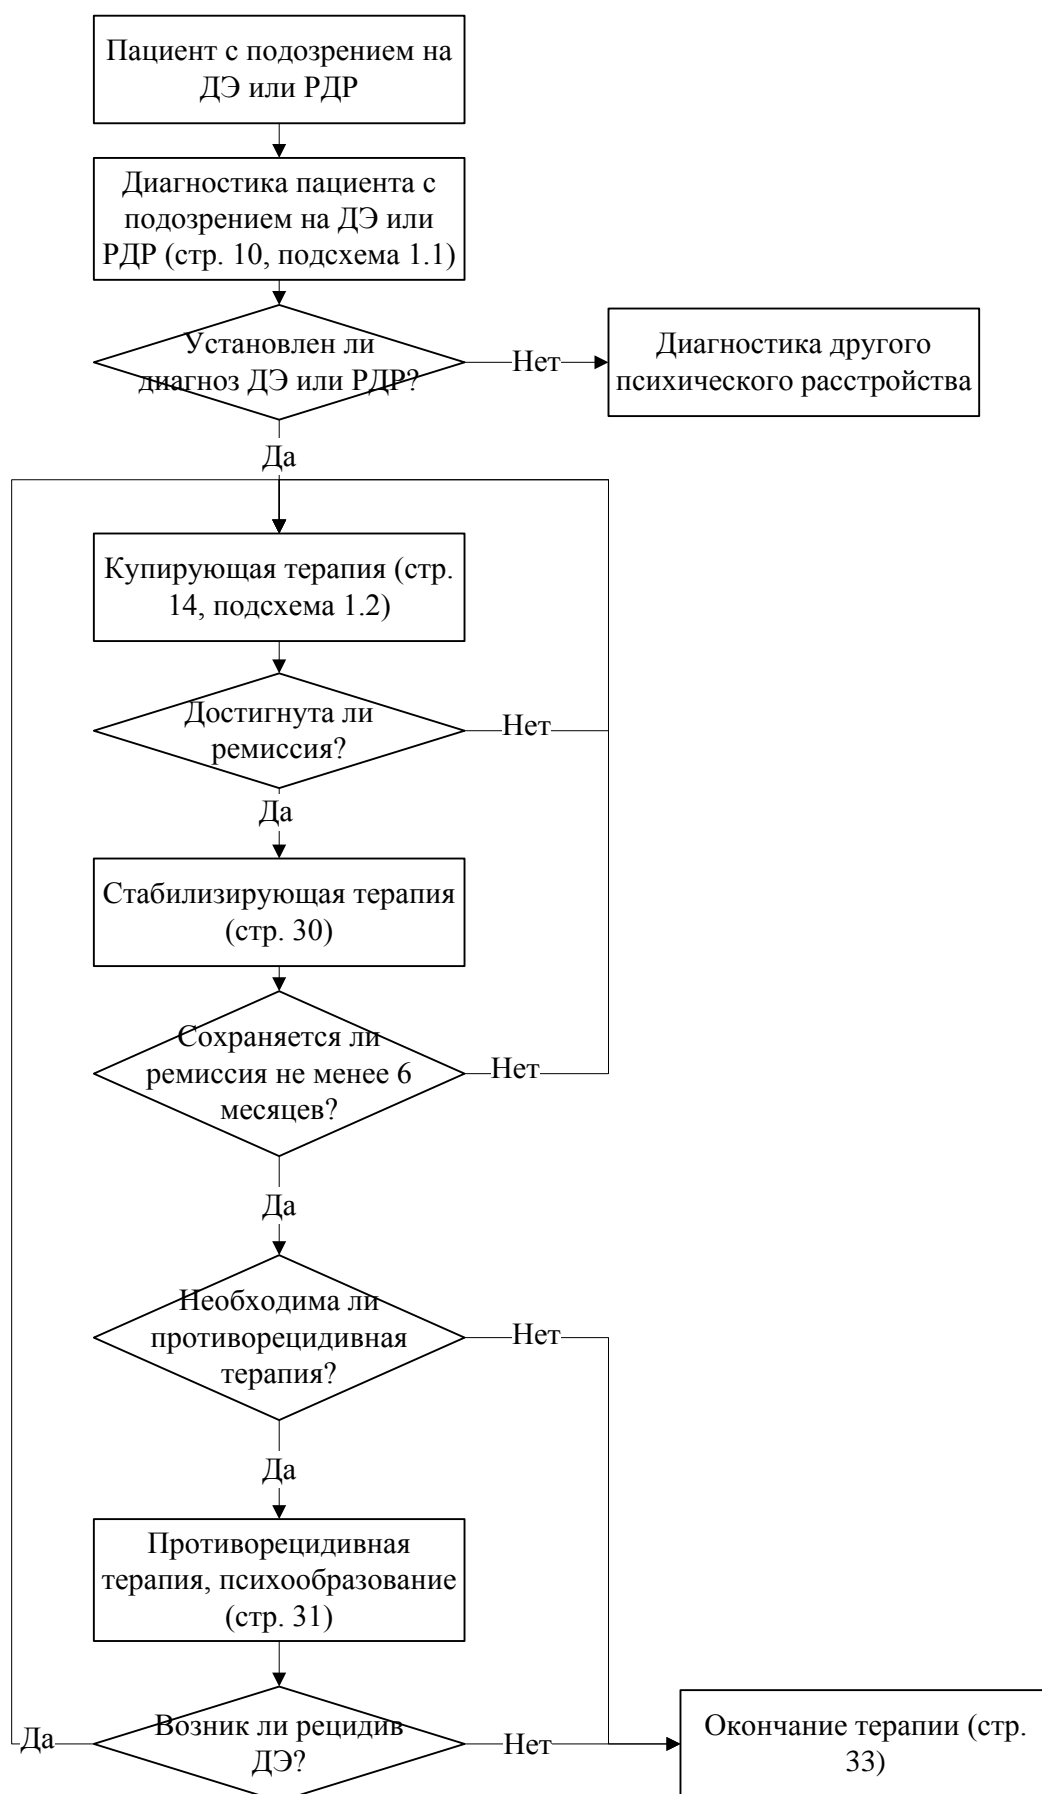 Пациент с подозрением на
ДЭ или РДР
Диагностика пациента с
подозрением на ДЭ или
РДР (стр. 10, подсхема 1.1)
Установлен ли
диагноз ДЭ или РДР?
Нет
Диагностика другого
психического расстройства
Да
Купирующая терапия (стр.
14, подсхема 1.2)
Достигнута ли
ремиссия?
Нет
Да
Стабилизирующая терапия
(стр. 30)
Сохраняется ли
ремиссия не менее 6
месяцев?
Нет
Да
Необходима ли
противорецидивная
терапия?
Нет
Да
Противорецидивная
терапия, психообразование
(стр. 31)
Да
Возник ли рецидив
ДЭ?
Нет
Окончание терапии (стр.
33)